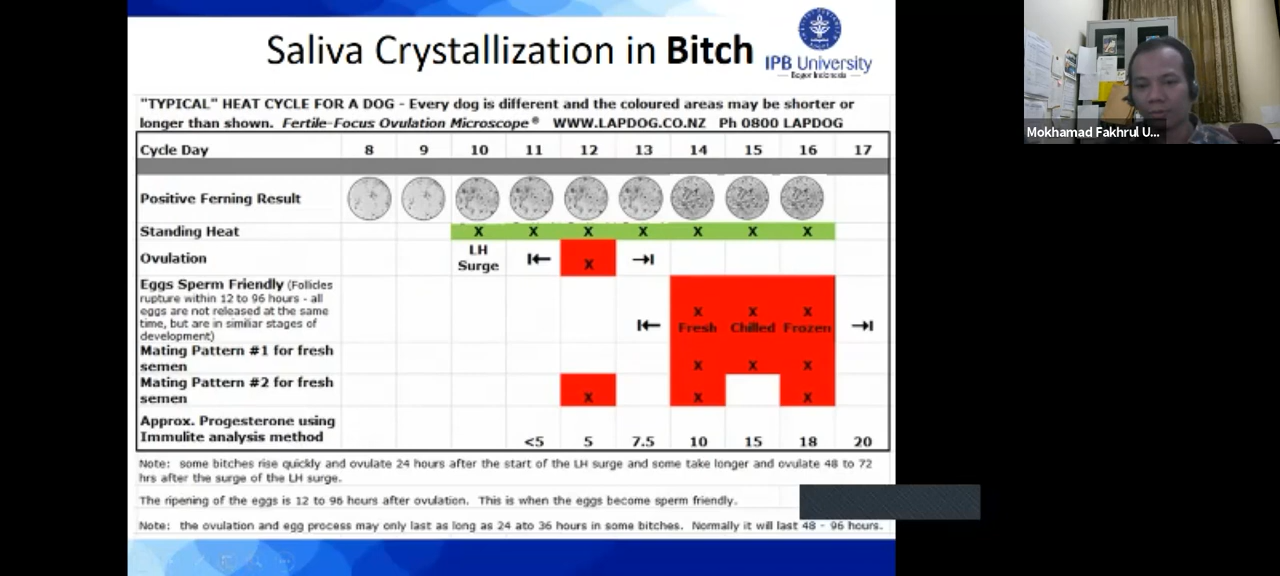 Saliva Crystallization in Bitch
IPB University
Bogor Indonesia
Mokhamad Fakhrul U...
"TYPICAL" HEAT CYCLE FOR A DOG - Every dog is different and the coloured areas may be shorter or
longer than shown. Fertile-Focus Ovulation Microscope® WWW.LAPDOG.CO.NZ Ph 0800 LAPDOG
Cycle Day 8 9 10 11 12 13 14 15 16 17
Positive Ferning Result
Standing Heat X X X X X X X
LH
Ovulation X
Surge
Eggs Sperm Friendly (Follicles
rupture within 12 to 96 hours - all
eggs are not released at the same X X X
time, but are in similiar stages of Fresh Chilled Frozen
development)
Mating Pattern #1 for fresh
semen X X X
Mating Pattern #2 for fresh
semen X X X
Approx. Progesterone using
Immulite analysis method <5 5 7.5 10 15 18 20
Note: some bitches rise quickly and ovulate 24 hours after the start of the LH surge and some take longer and ovulate 48 to 72
hrs after the surge of the LH surge.
The ripening of the eggs is 12 to 96 hours after ovulation. This is when the eggs become sperm friendly.
Note: the ovulation and egg process may only last as long as 24 ato 36 hours in some bitches. Normally it will last 48 - 96 hours.